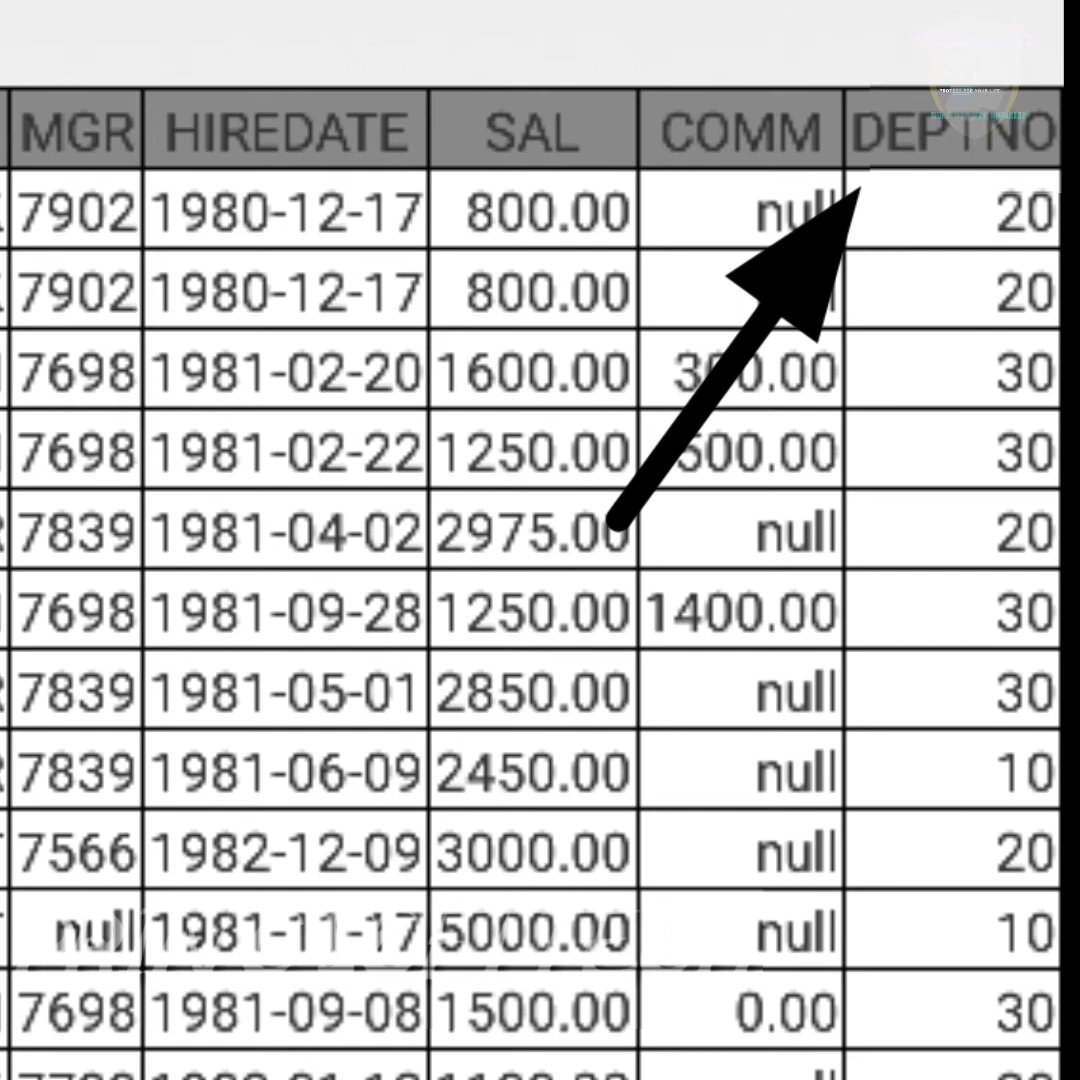 MGR HIREDATE SAL COMM DEPTNO
7902 1980-12-17 800.00 null 20
7902 1980-12-17 800.00 20
7698 1981-02-20 1600.00 300.00 30
7698 1981-02-22 1250.00 500.00 30
7839 1981-04-02 2975.00 null 20
7698 1981-09-28 1250.00 1400.00 30
7839 1981-05-01 2850.00 null 30
7839 1981-06-09 2450.00 null 10
7566 1982-12-09 3000.00 null 20
null 1981-11-17 5000.00 null 10
7698 1981-09-08 1500.00 0.00 30